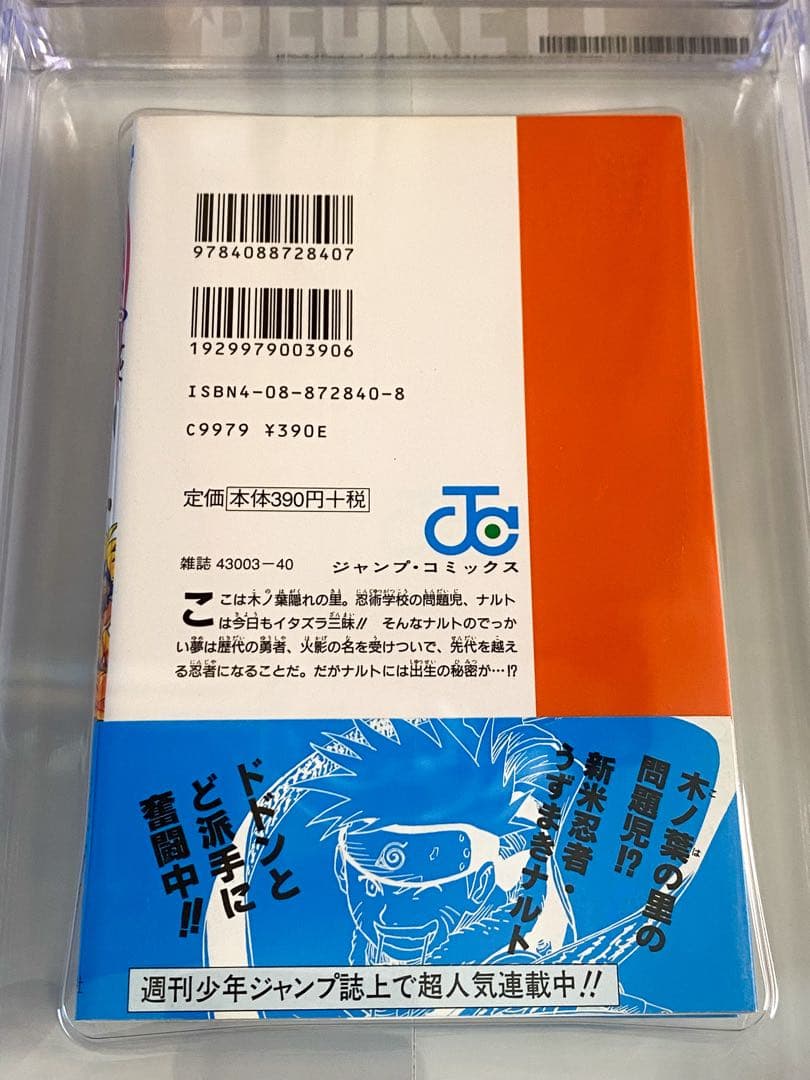 BECKETT
9784088728407
1929979003906
ISBN4-08-872840-8
C9979 ¥390E
定価 本体390円+税
雑誌 43003-40
ジャンプ・コミックス
ここは木ノ葉隠れの里。忍術学校の問題児、ナルト
は今日もイタズラ三昧!! そんなナルトのでっか
い夢は歴代の勇者、火影の名を受けついで、先代を越え
る忍者になることだ。だがナルトには出生の秘密が…!?
木ノ葉の里の
問題児!?
新米忍者・
うずまきナルト
ドドンと
ど派手に
奮闘中!!
週刊少年ジャンプ誌上で超人気連載中!!